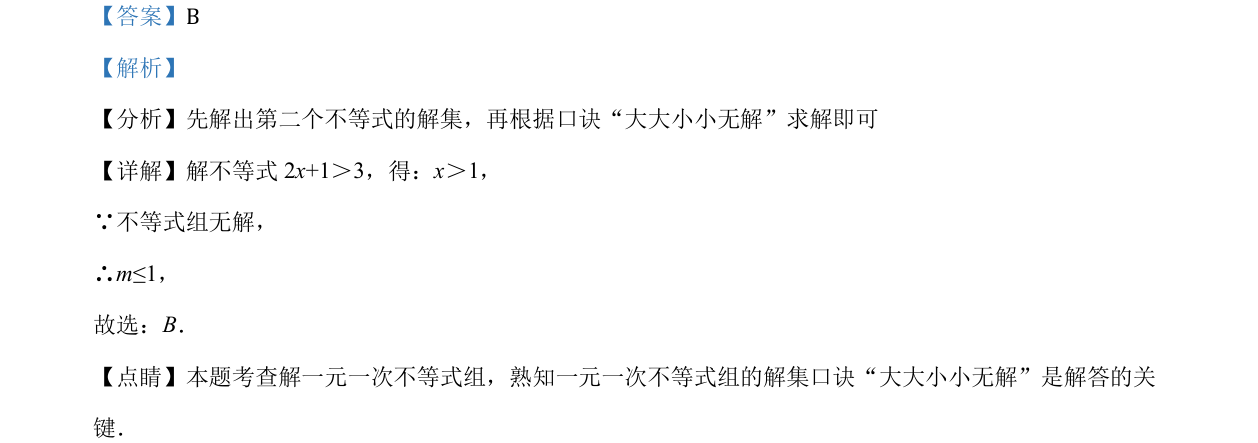 【答案】B
【解析】
【分析】先解出第二个不等式的解集，再根据口诀“大大小小无解”求解即可
【详解】解不等式 2x+1＞3，得：x＞1，
∵不等式组无解，
∴m≤1，
故选：B．
【点睛】本题考查解一元一次不等式组，熟知一元一次不等式组的解集口诀“大大小小无解”是解答的关
键．